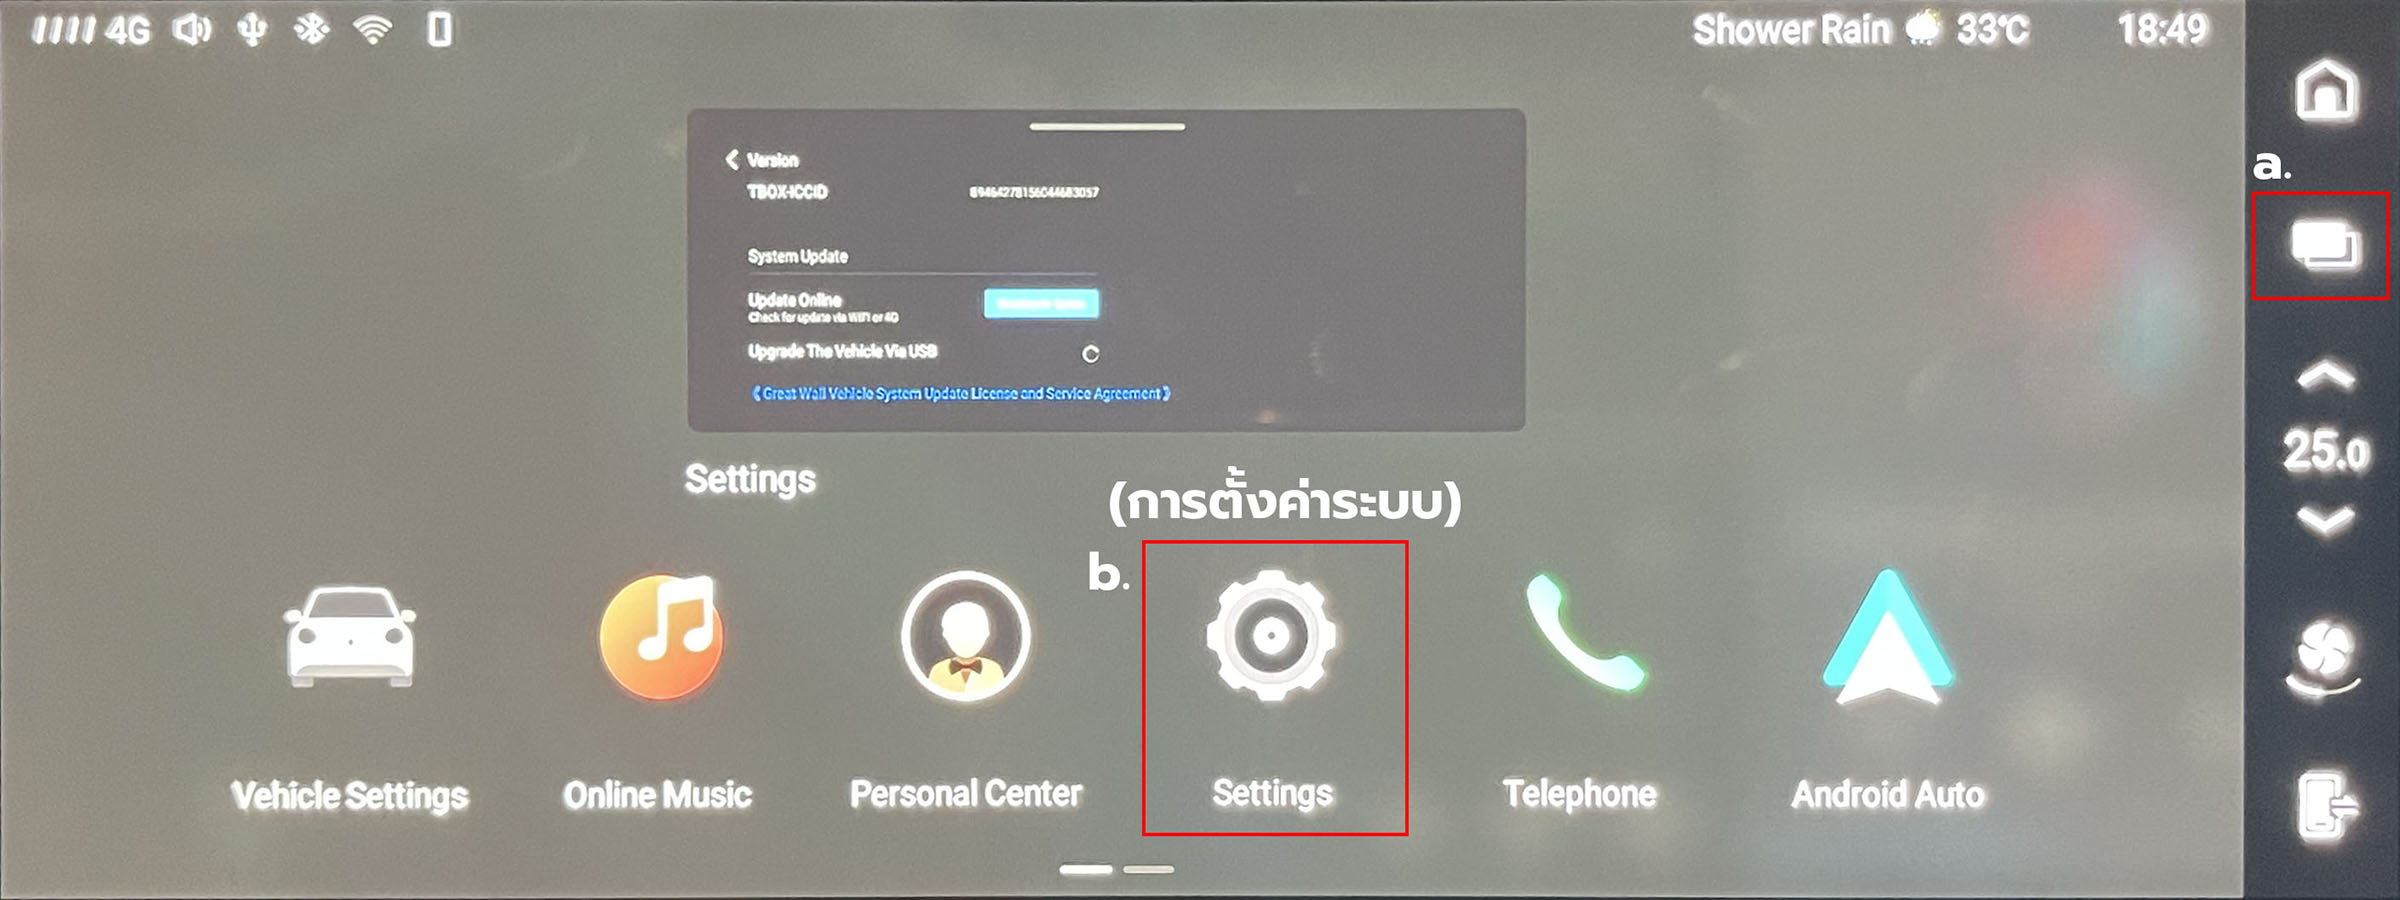 4G
Shower Rain 33℃ 18:49
a.
Version
TBOX-ICCID 89464278156044683057
System Update
Update Online
Check for update via WIFI or 4G
Upgrade The Vehicle Via USB
《Great Wall Vehicle System Update License and Service Agreement》
25.0
Settings
(การตั้งค่าระบบ)
b.
Vehicle Settings
Online Music
Personal Center
Settings
Telephone
Android Auto